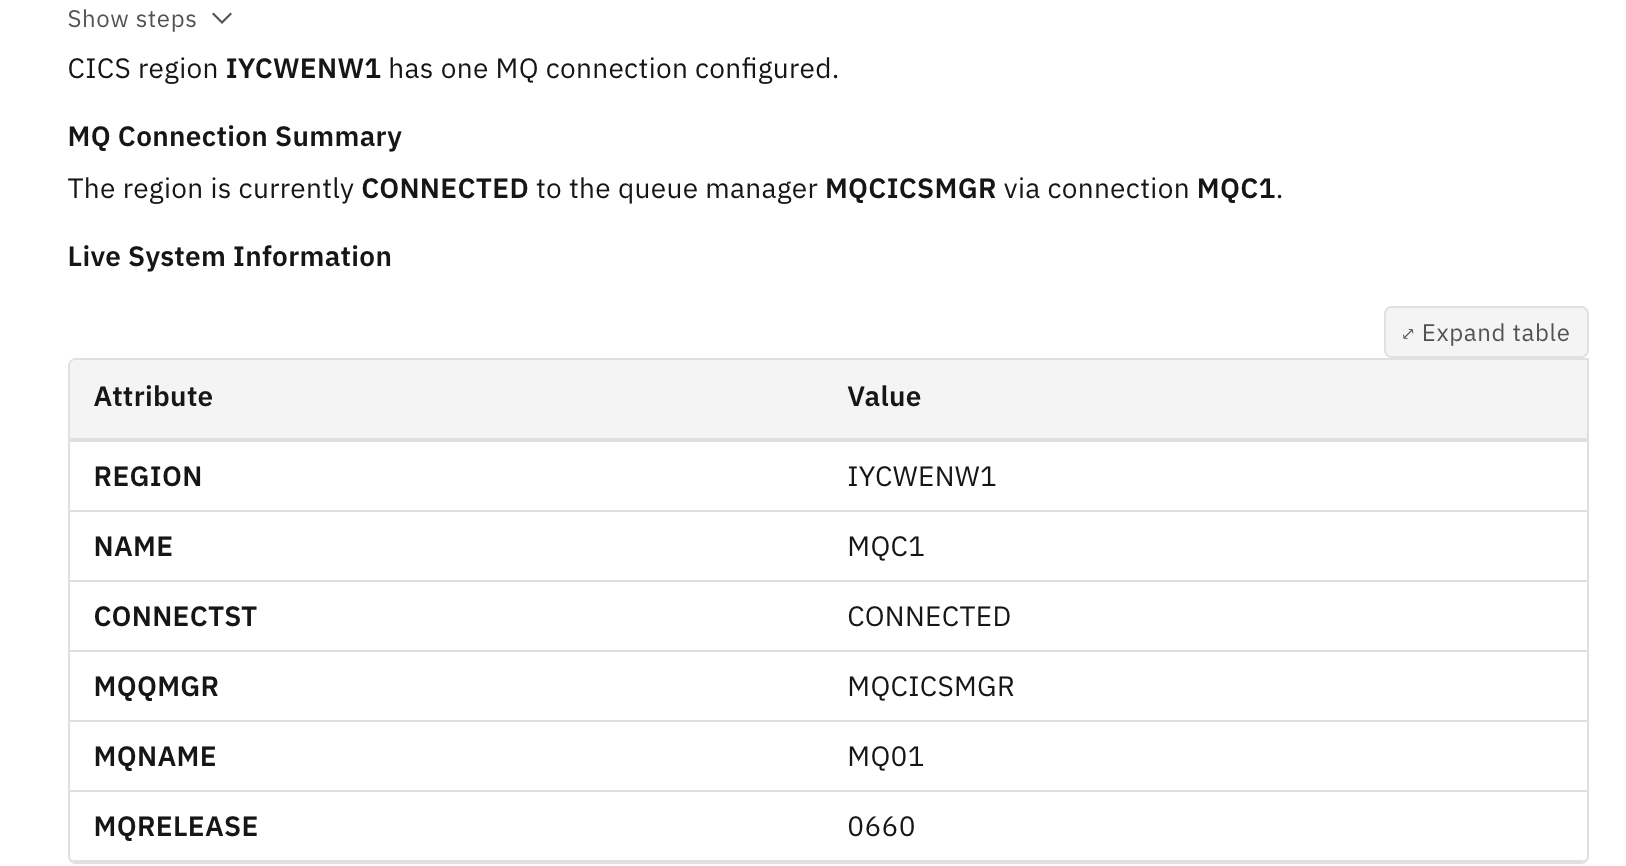 Show steps
CICS region IYCWENW1 has one MQ connection configured.
MQ Connection Summary
The region is currently CONNECTED to the queue manager MQCICSMGR via connection MQC1.
Live System Information
Expand table
Attribute Value
REGION IYCWENW1
NAME MQC1
CONNECTST CONNECTED
MQQMGR MQCICSMGR
MQNAME MQ01
MQRELEASE 0660